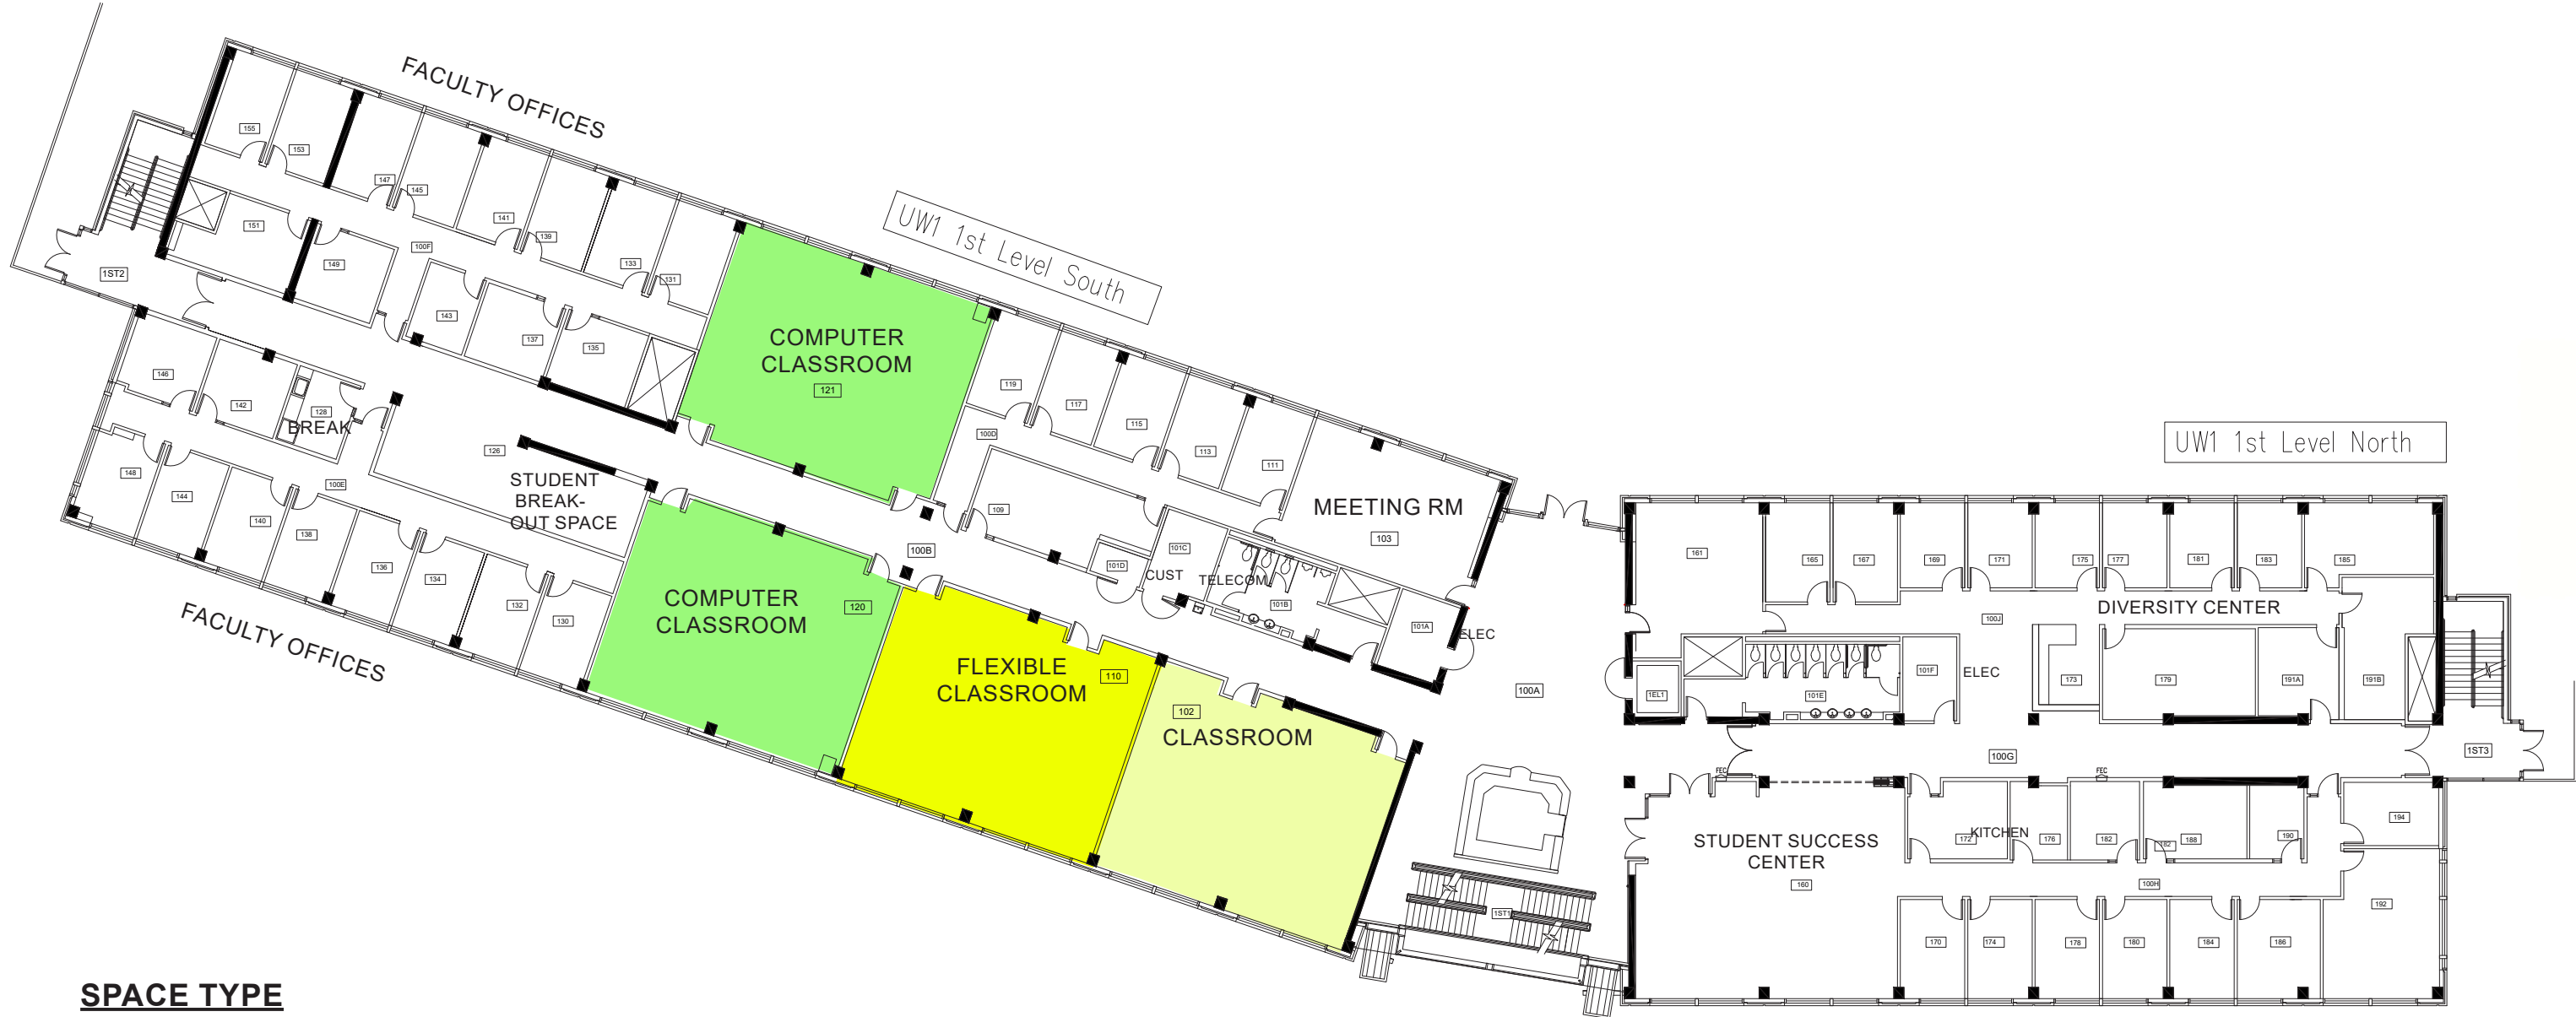 FACULTY OFFICES
155
153
147
145
141
139
133
131
151
149
100F
143
137
135
1ST2
UW1 1st Level South
COMPUTER
CLASSROOM
121
119
117
115
113
111
100D
109
MEETING RM
103
146
142
128
BREAK
148
144
140
138
136
134
132
130
100E
126
STUDENT
BREAK-
OUT SPACE
FACULTY OFFICES
100B
101D
101C
CUST
TELECOM
101B
101A
ELEC
COMPUTER
CLASSROOM
120
FLEXIBLE
CLASSROOM
110
102
CLASSROOM
100A
1ST1
UW1 1st Level North
161
165
167
169
171
175
177
181
183
185
DIVERSITY CENTER
100J
1EL1
101E
101F
ELEC
173
179
191A
191B
100G
1ST3
FEC
FEC
STUDENT SUCCESS
CENTER
160
172
KITCHEN
176
182
182
188
190
194
100H
192
170
174
178
180
184
186
SPACE TYPE